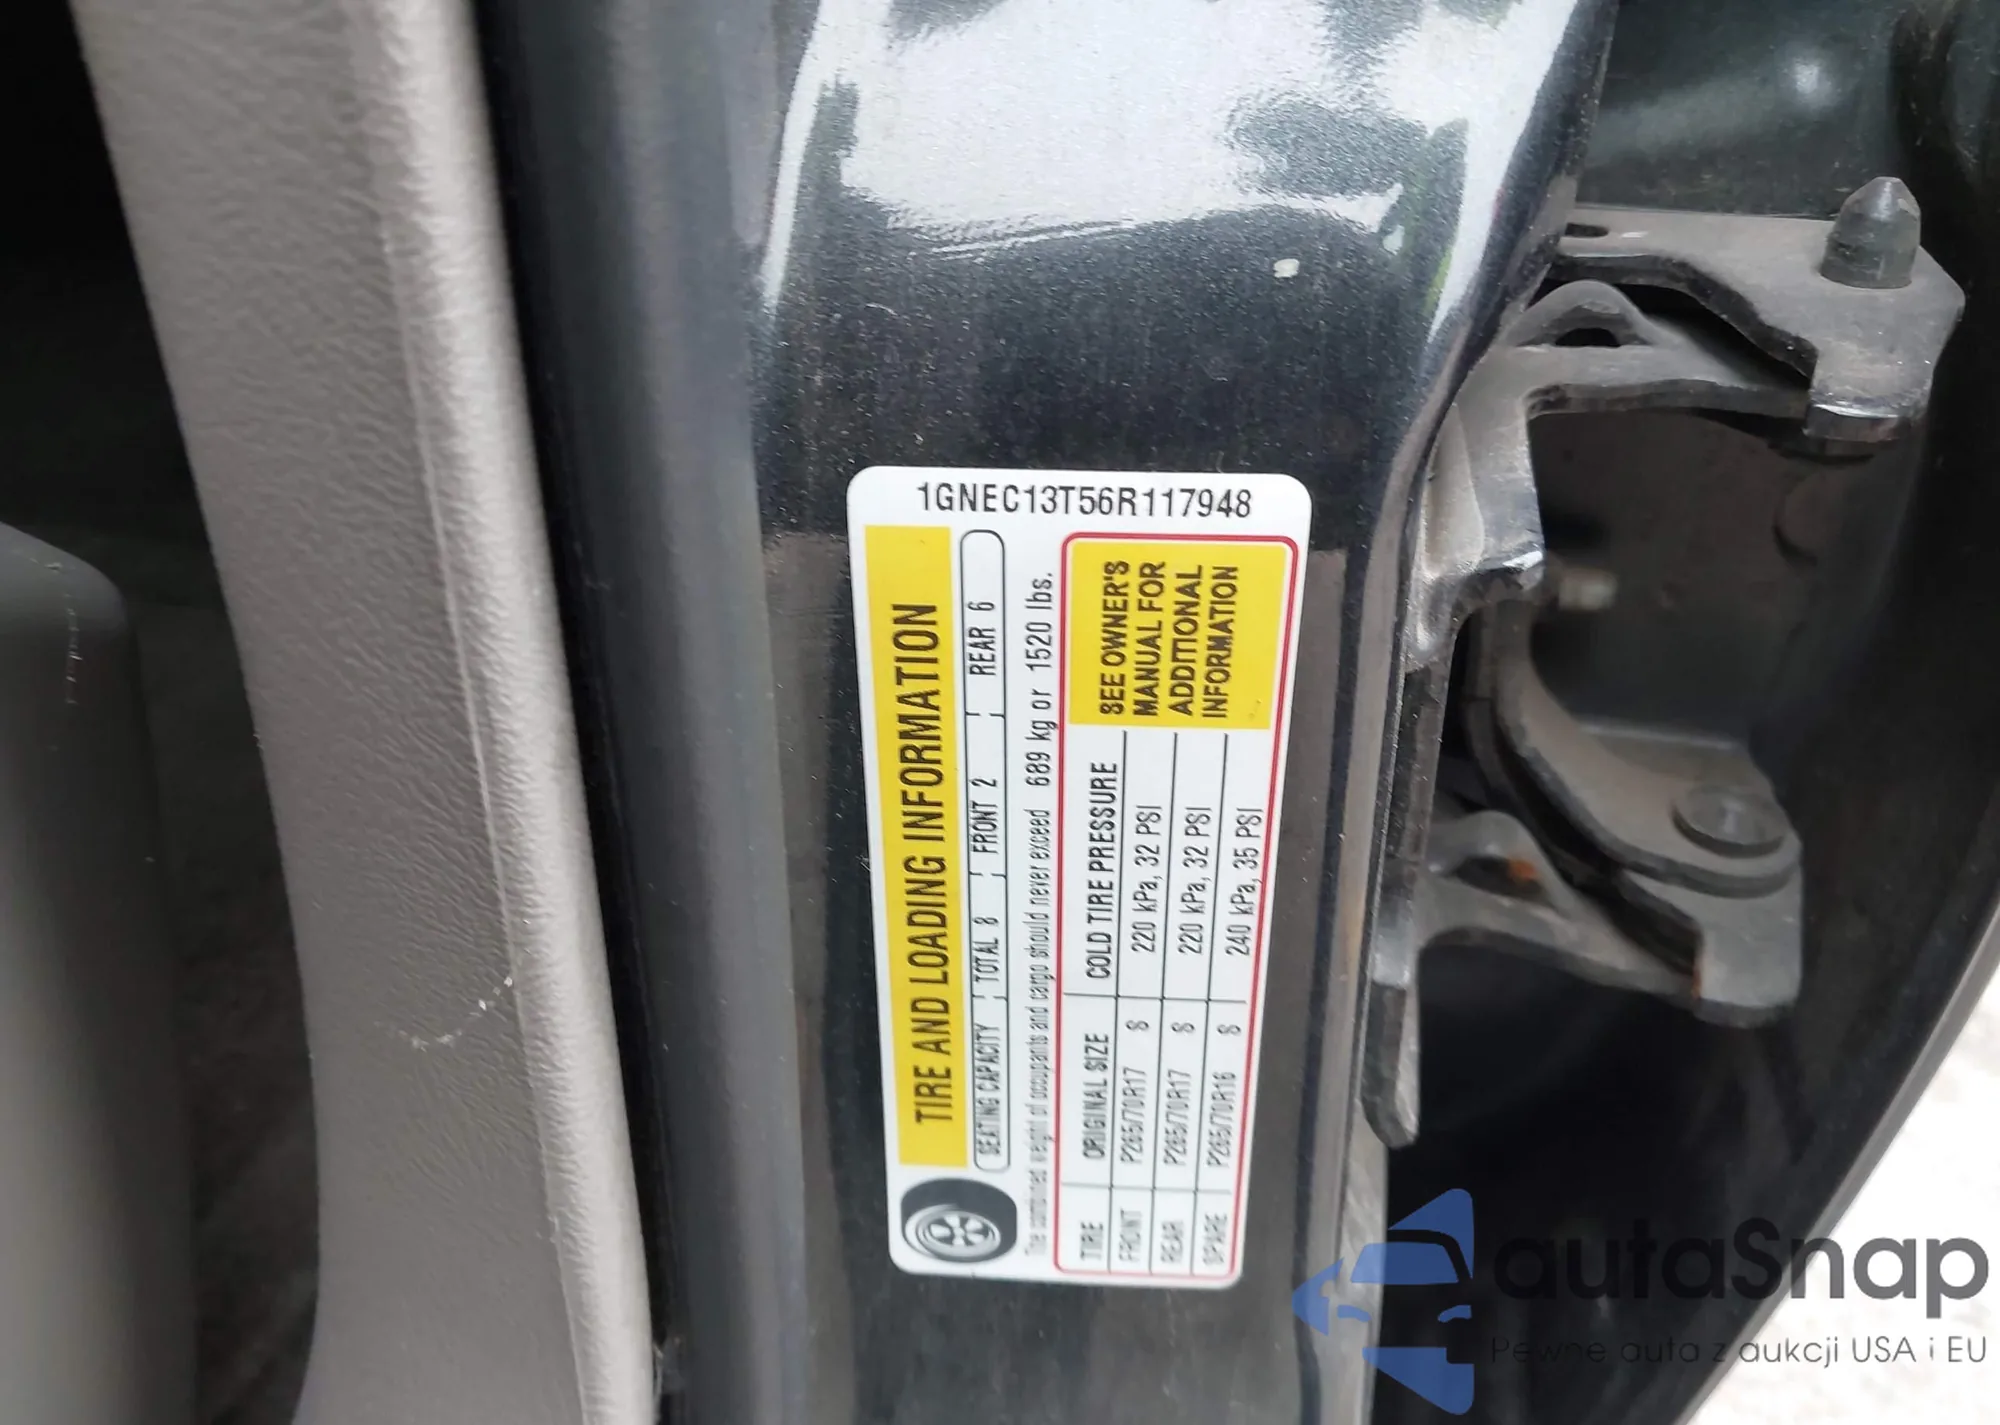 1GNEC13T56R117948
TIRE AND LOADING INFORMATION
SEATING CAPACITY TOTAL 8 FRONT 2 REAR 6
The combined weight of occupants and cargo should never exceed 689 kg or 1520 lbs.
TIRE ORIGINAL SIZE COLD TIRE PRESSURE
FRONT P265/70R17 S 220 kPa, 32 PSI
REAR P265/70R17 S 220 kPa, 32 PSI
SPARE P265/70R16 S 240 kPa, 35 PSI
SEE OWNER'S
MANUAL FOR
ADDITIONAL
INFORMATION
autaSnap
Pewne auta z aukcji USA i EU